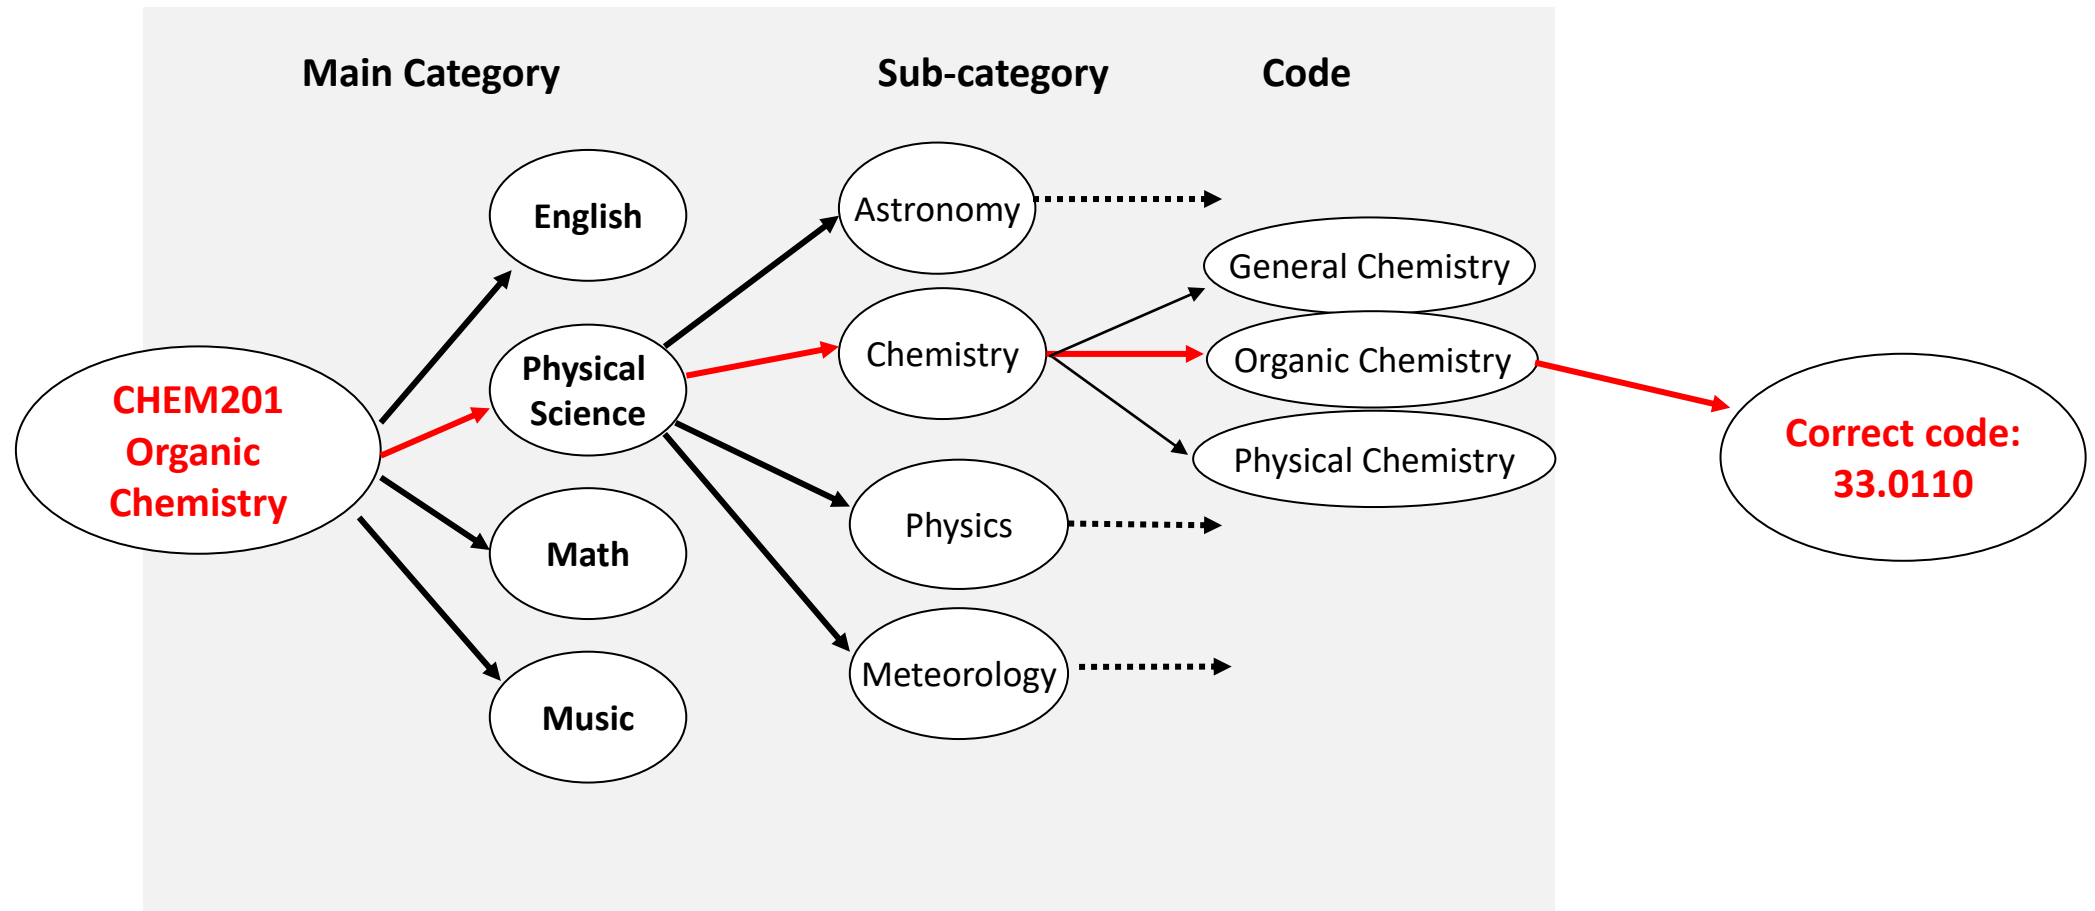 Main Category
Sub-category
Code
CHEM201
Organic
Chemistry
English
Physical
Science
Math
Music
Astronomy
Chemistry
Physics
Meteorology
General Chemistry
Organic Chemistry
Physical Chemistry
Correct code:
33.0110